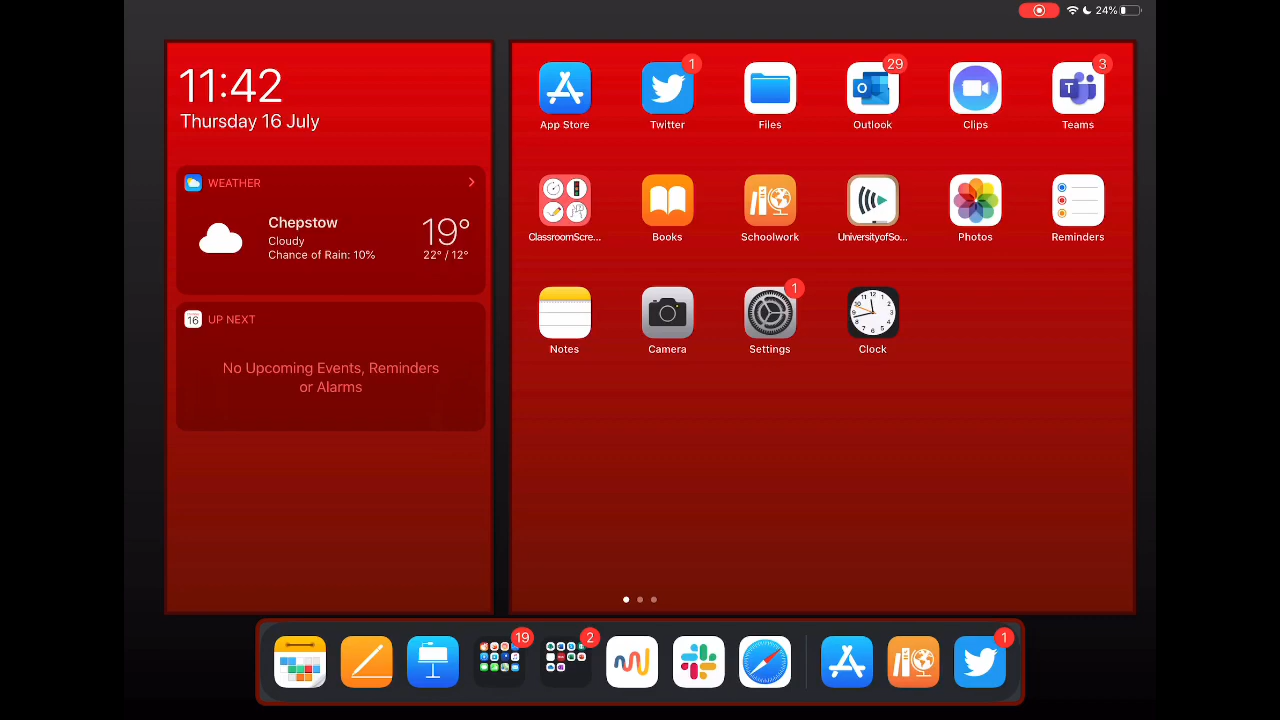 24%
11:42
Thursday 16 July
WEATHER
Chepstow
Cloudy
Chance of Rain: 10%
19°
22° / 12°
16
UP NEXT
No Upcoming Events, Reminders
or Alarms
1
29
3
App Store
Twitter
Files
Outlook
Clips
Teams
ClassroomScre...
Books
Schoolwork
UniversityofSo...
Photos
Reminders
1
Notes
Camera
Settings
Clock
19
2
1